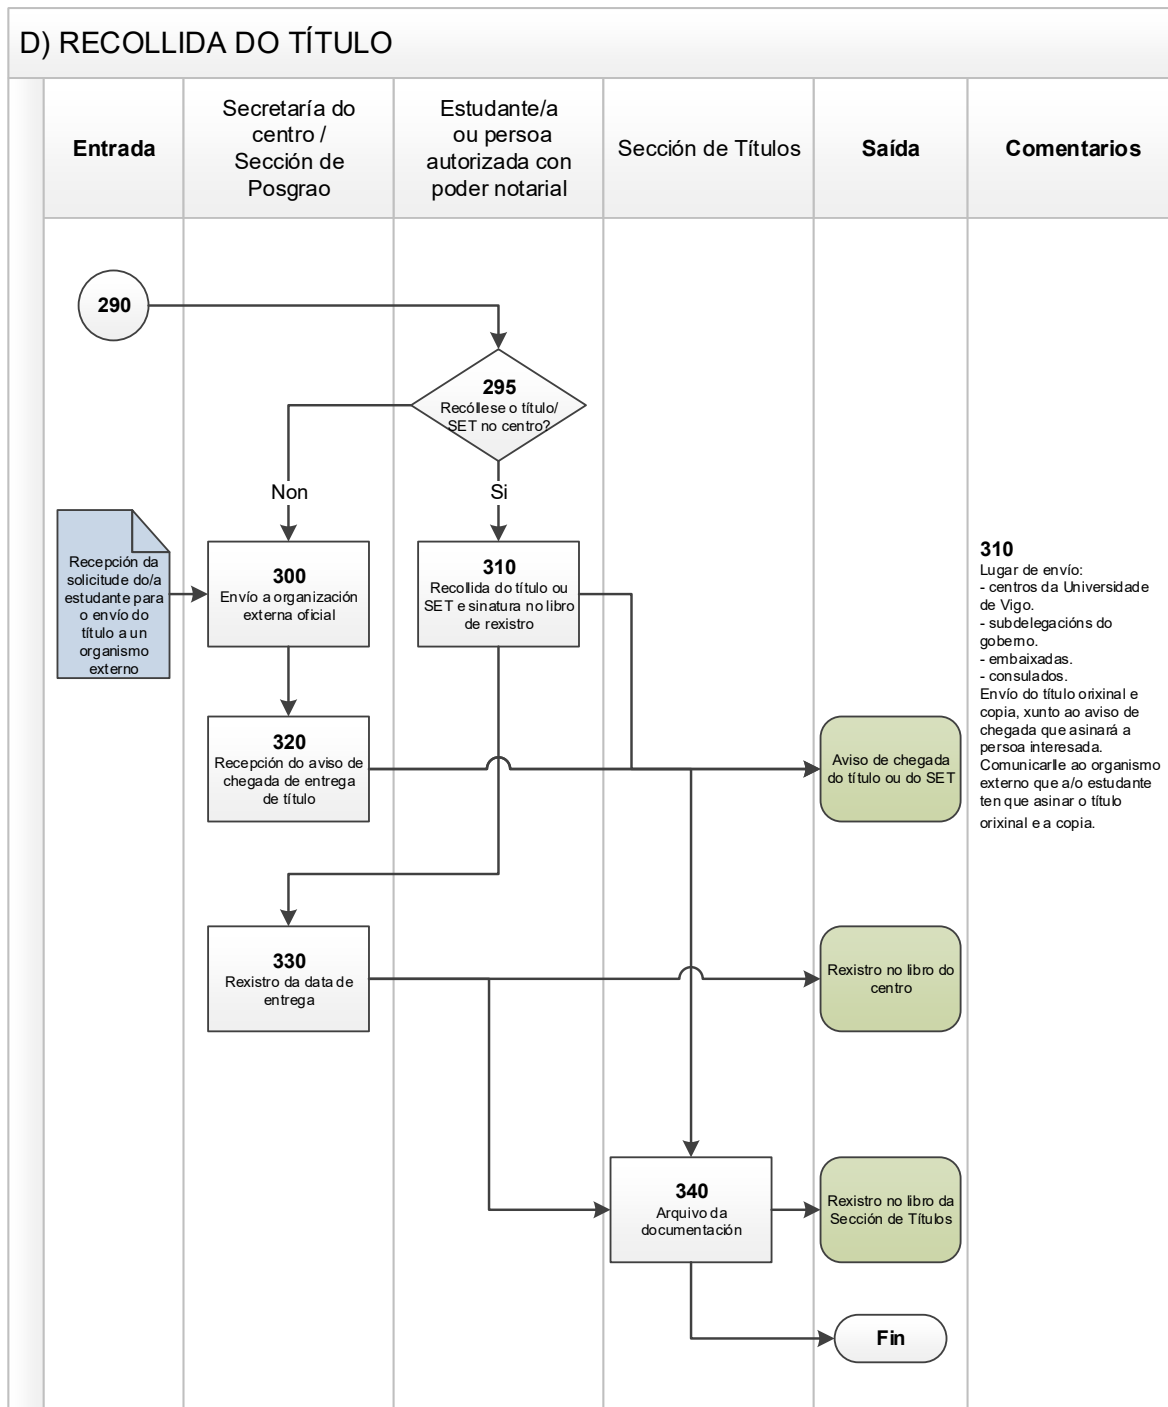 D) RECOLLIDA DO TÍTULO
Entrada
Secretaría do
centro /
Sección de
Posgrao
Estudante/a
ou persoa
autorizada con
poder notarial
Sección de Títulos
Saída
Comentarios
290
295
Recóllese o título/
SET no centro?
Non
Si
Recepción da
solicitude do/a
estudante para
o envío do
título a un
organismo
externo
300
Envío a organización
externa oficial
310
Recollida do título ou
SET e sinatura no libro
de rexistro
310
Lugar de envío:
- centros da Universidade
de Vigo.
- subdelegacións do
goberno.
- embaixadas.
- consulados.
Envío do título orixinal e
copia, xunto ao aviso de
chegada que asinará a
persoa interesada.
Comunicarlle ao organismo
externo que a/o estudante
ten que asinar o título
orixinal e a copia.
320
Recepción do aviso de
chegada de entrega
de título
Aviso de chegada
do título ou do SET
330
Rexistro da data de
entrega
Rexistro no libro do
centro
340
Arquivo da
documentación
Rexistro no libro da
Sección de Títulos
Fin